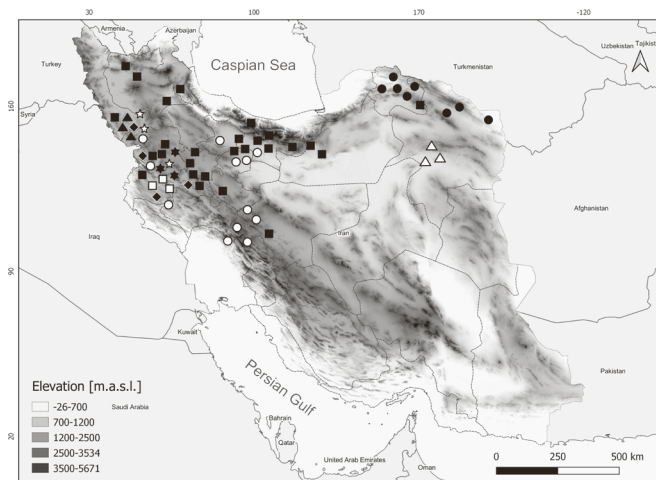 30 100 170 -120
Armenia
Azerbaijan
Uzbekistan
Tajikist
Turkey
Caspian Sea
Turkmenistan
160
Syria
Afghanistan
Iraq
Iran
90
Kuwait
Persian Gulf
Pakistan
Elevation [m.a.s.l.]
-26-700
Saudi Arabia
700-1200
1200-2500
Bahrain
2500-3534
20
Qatar
3500-5671
United Arab Emirates
Oman
0 250 500 km